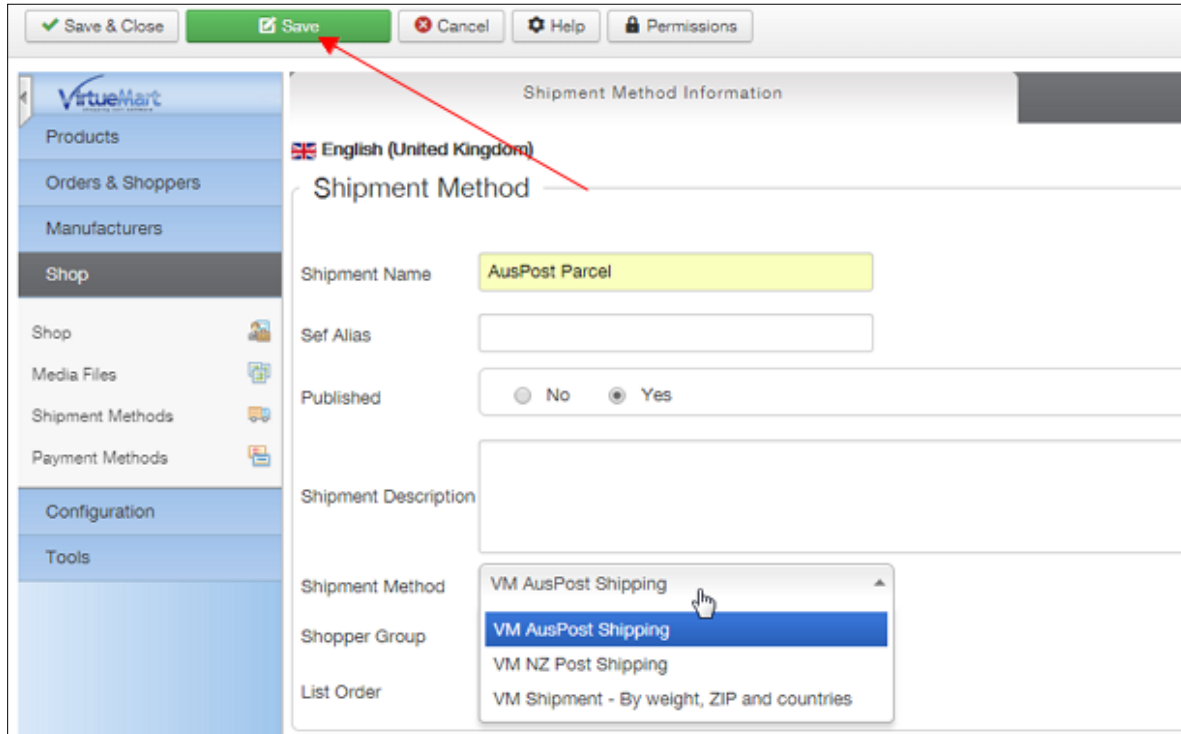 Save & Close Save Cancel Help Permissions
VirtueMart
Products
Orders & Shoppers
Manufacturers
Shop
Shop
Media Files
Shipment Methods
Payment Methods
Configuration
Tools
Shipment Method Information
English (United Kingdom)
Shipment Method
Shipment Name AusPost Parcel
Sef Alias
Published No Yes
Shipment Description
Shipment Method VM AusPost Shipping
VM AusPost Shipping
Shopper Group
VM NZ Post Shipping
List Order
VM Shipment - By weight, ZIP and countries